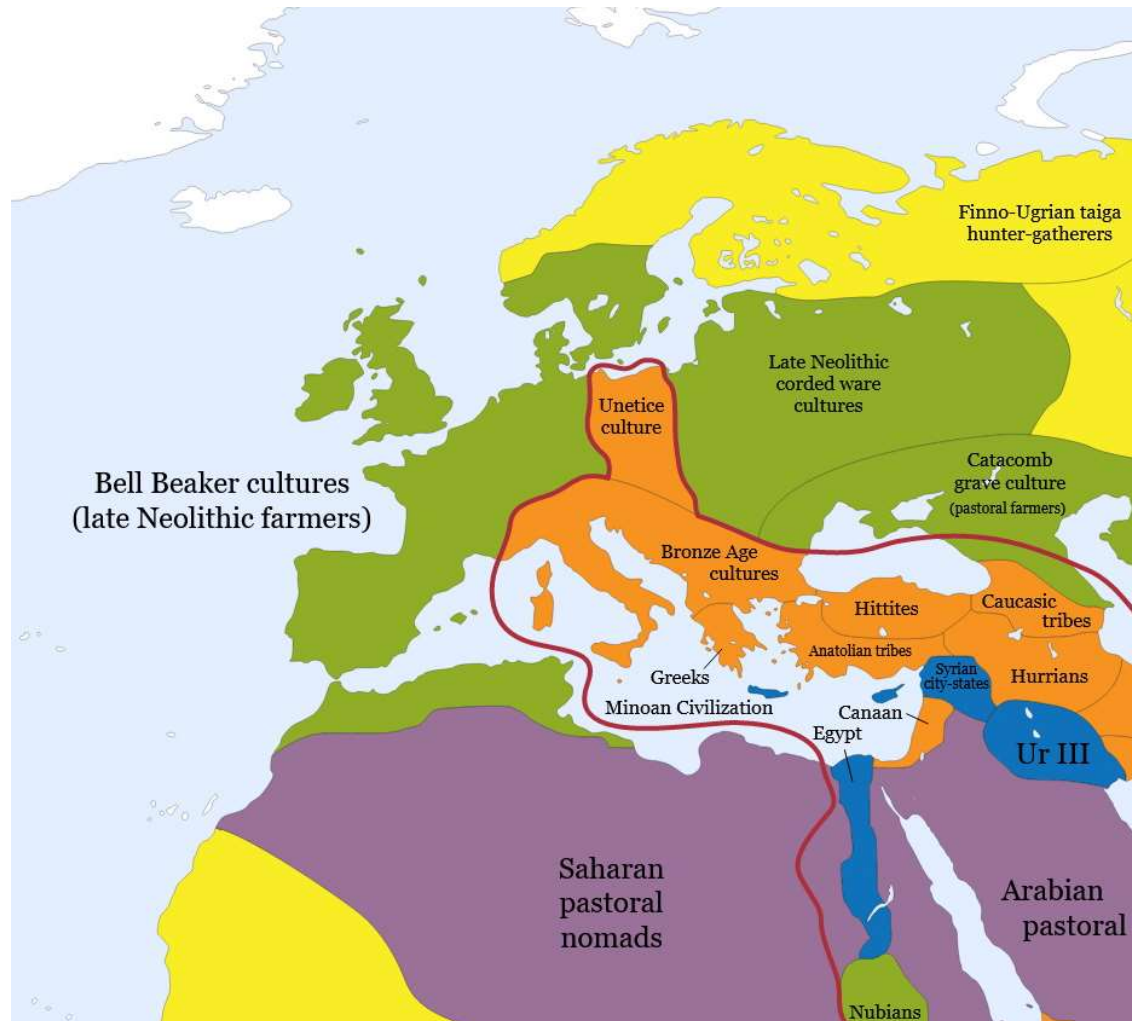 Finno-Ugrian taiga
hunter-gatherers
Late Neolithic
corded ware
cultures
Unetice
culture
Catacomb
grave culture
(pastoral farmers)
Bell Beaker cultures
(late Neolithic farmers)
Bronze Age
cultures
Hittites
Caucasic
tribes
Anatolian tribes
Syrian
city-states
Hurrians
Greeks
Minoan Civilization
Canaan
Egypt
Ur III
Saharan
pastoral
nomads
Arabian
pastoral
Nubians